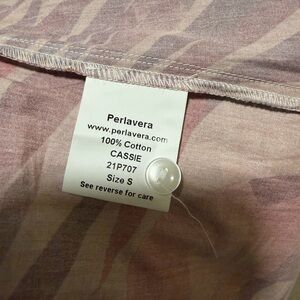 Perlavera
www.perlavera.com
100% Cotton
CASSIE
21P707
Size S
See reverse for care